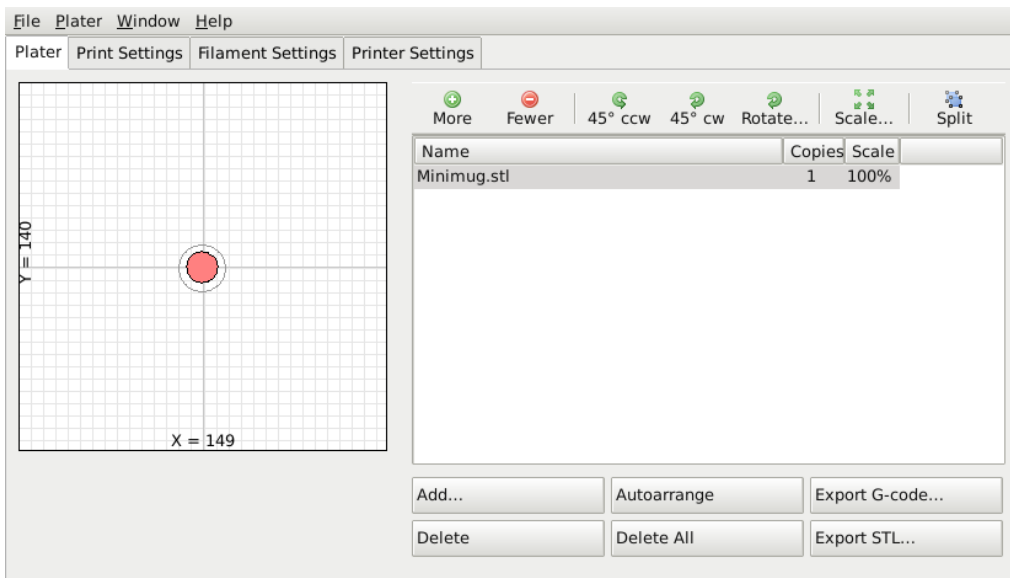 File Plater Window Help
Plater Print Settings Filament Settings Printer Settings
More Fewer 45° ccw 45° cw Rotate... Scale... Split
Name Copies Scale
Minimug.stl 1 100%
Y = 140
X = 149
Add... Autoarrange Export G-code...
Delete Delete All Export STL...